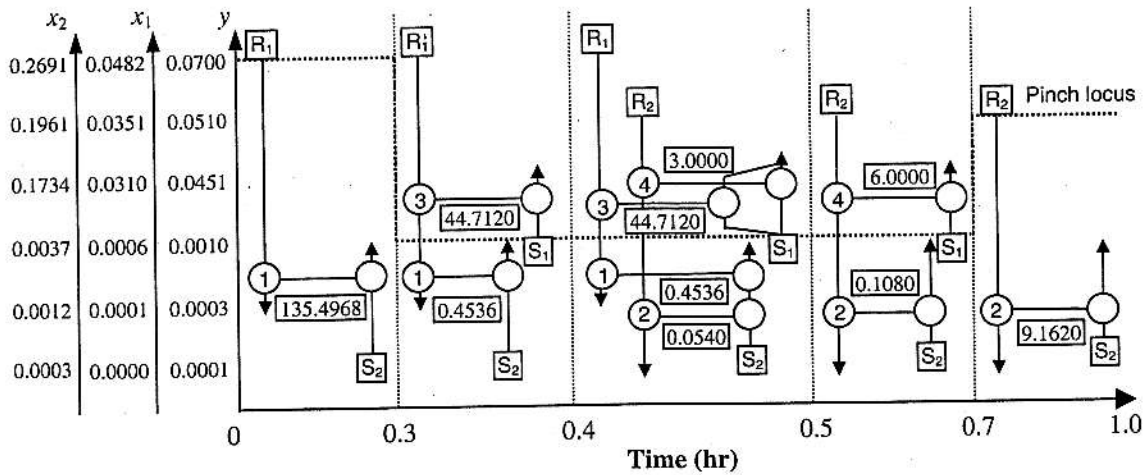 x2 x1 y
0.2691 0.0482 0.0700
0.1961 0.0351 0.0510
0.1734 0.0310 0.0451
0.0037 0.0006 0.0010
0.0012 0.0001 0.0003
0.0003 0.0000 0.0001
R1
1
135.4968
S2
R1
3
44.7120
S1
1
0.4536
S2
R1
R2
3.0000
4
3
44.7120
S1
1
0.4536
2
0.0540
S2
R2
6.0000
4
S1
0.1080
2
S2
R2 Pinch locus
2
9.1620
S2
0 0.3 0.4 0.5 0.7 1.0
Time (hr)